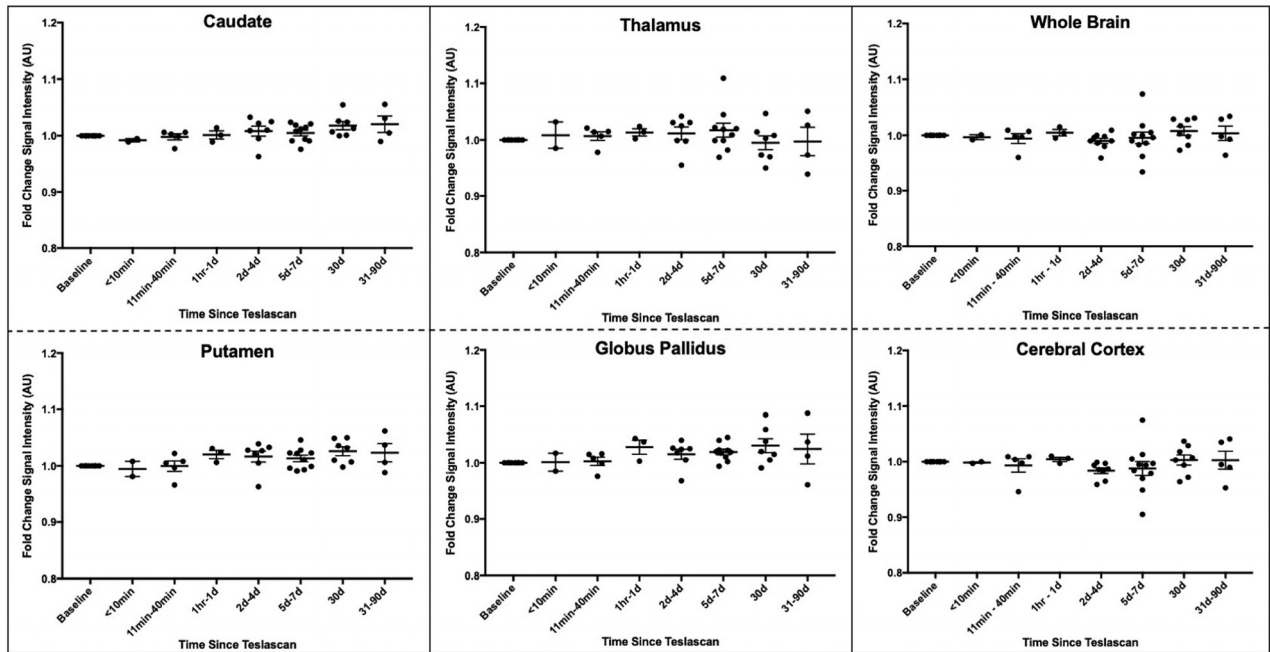 Caudate
Fold Change Signal Intensity (AU)
1.2
1.1
1.0
0.9
0.8
Baseline
<10min
11min-40min
1hr-1d
2d-4d
5d-7d
30d
31-90d
Time Since Teslascan
Thalamus
Fold Change Signal Intensity (AU)
1.2
1.1
1.0
0.9
0.8
Baseline
<10min
11min-40min
1hr-1d
2d-4d
5d-7d
30d
31-90d
Time Since Teslascan
Whole Brain
Fold Change Signal Intensity (AU)
1.2
1.1
1.0
0.9
0.8
Baseline
<10min
11min - 40min
1hr - 1d
2d-4d
5d-7d
30d
31d-90d
Time Since Teslascan
Putamen
Fold Change Signal Intensity (AU)
1.2
1.1
1.0
0.9
0.8
Baseline
<10min
11min-40min
1hr-1d
2d-4d
5d-7d
30d
31-90d
Time Since Teslascan
Globus Pallidus
Fold Change Signal Intensity (AU)
1.2
1.1
1.0
0.9
0.8
Baseline
<10min
11min-40min
1hr-1d
2d-4d
5d-7d
30d
31-90d
Time Since Teslascan
Cerebral Cortex
Fold Change Signal Intensity (AU)
1.2
1.1
1.0
0.9
0.8
Baseline
<10min
11min - 40min
1hr - 1d
2d-4d
5d-7d
30d
31d-90d
Time Since Teslascan